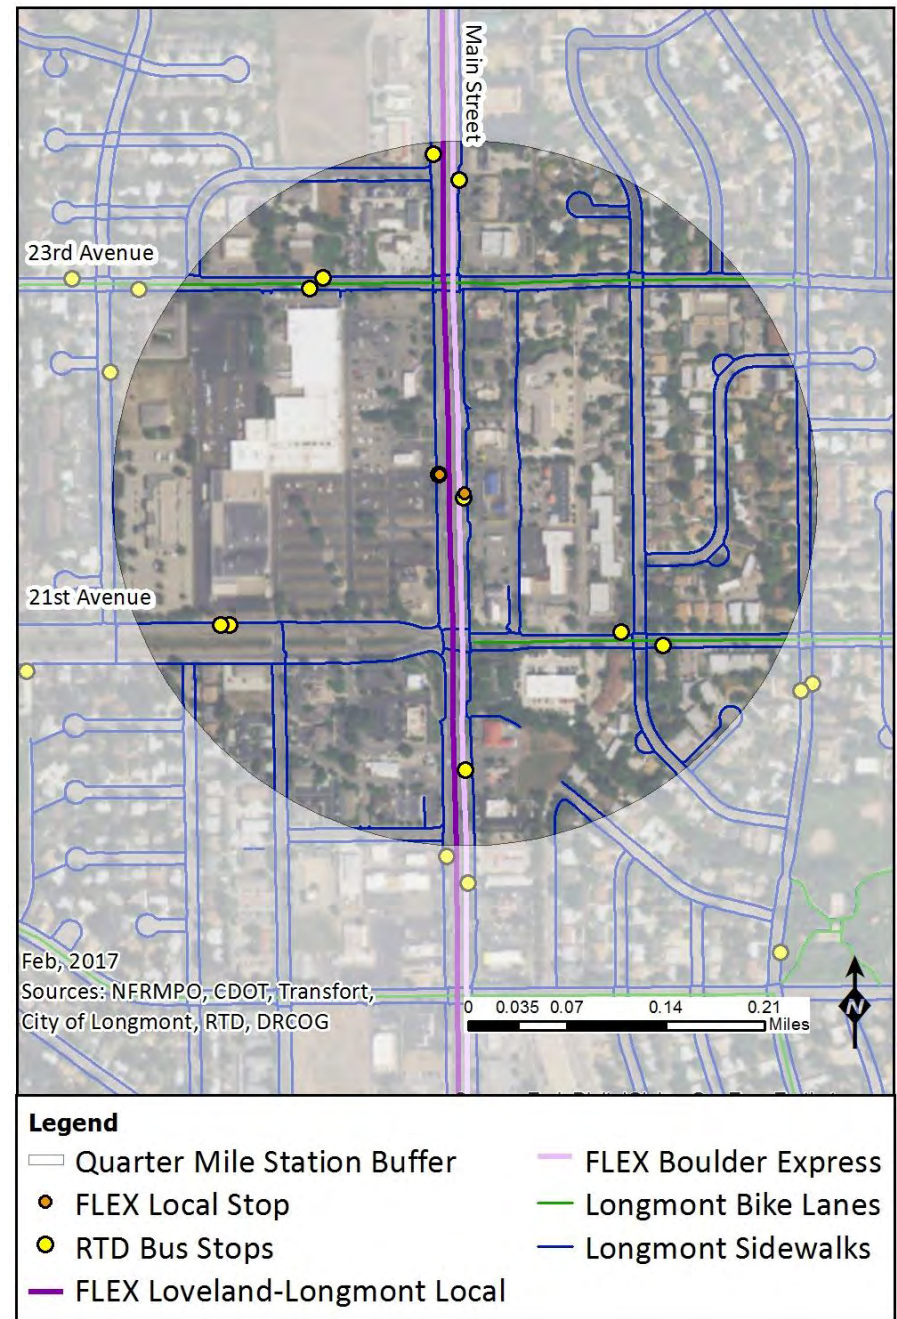 Main Street
23rd Avenue
21st Avenue
Feb, 2017
Sources: NFRMPO, CDOT, Transfort,
City of Longmont, RTD, DRCOG
0 0.035 0.07 0.14 0.21
Miles
N
Legend
Quarter Mile Station Buffer
FLEX Local Stop
RTD Bus Stops
FLEX Loveland-Longmont Local
FLEX Boulder Express
Longmont Bike Lanes
Longmont Sidewalks